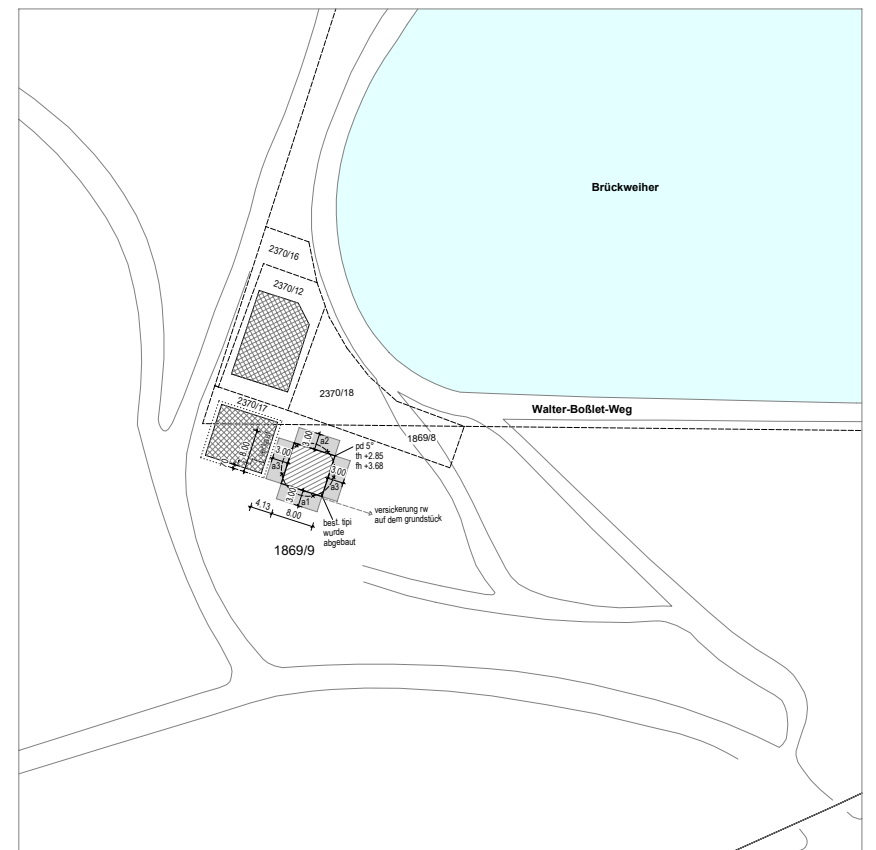 Brückweiher
2370/16
2370/12
2370/18
2370/17
Walter-Boßlet-Weg
1869/8
3.00
a2
pd 5°
th +2.85
fh +3.68
8.00
3.00
a3
3.00
a3
3.00
a1
versickerung rw
auf dem grundstück
4.13
8.00
best. tipi
wurde
abgebaut
1869/9